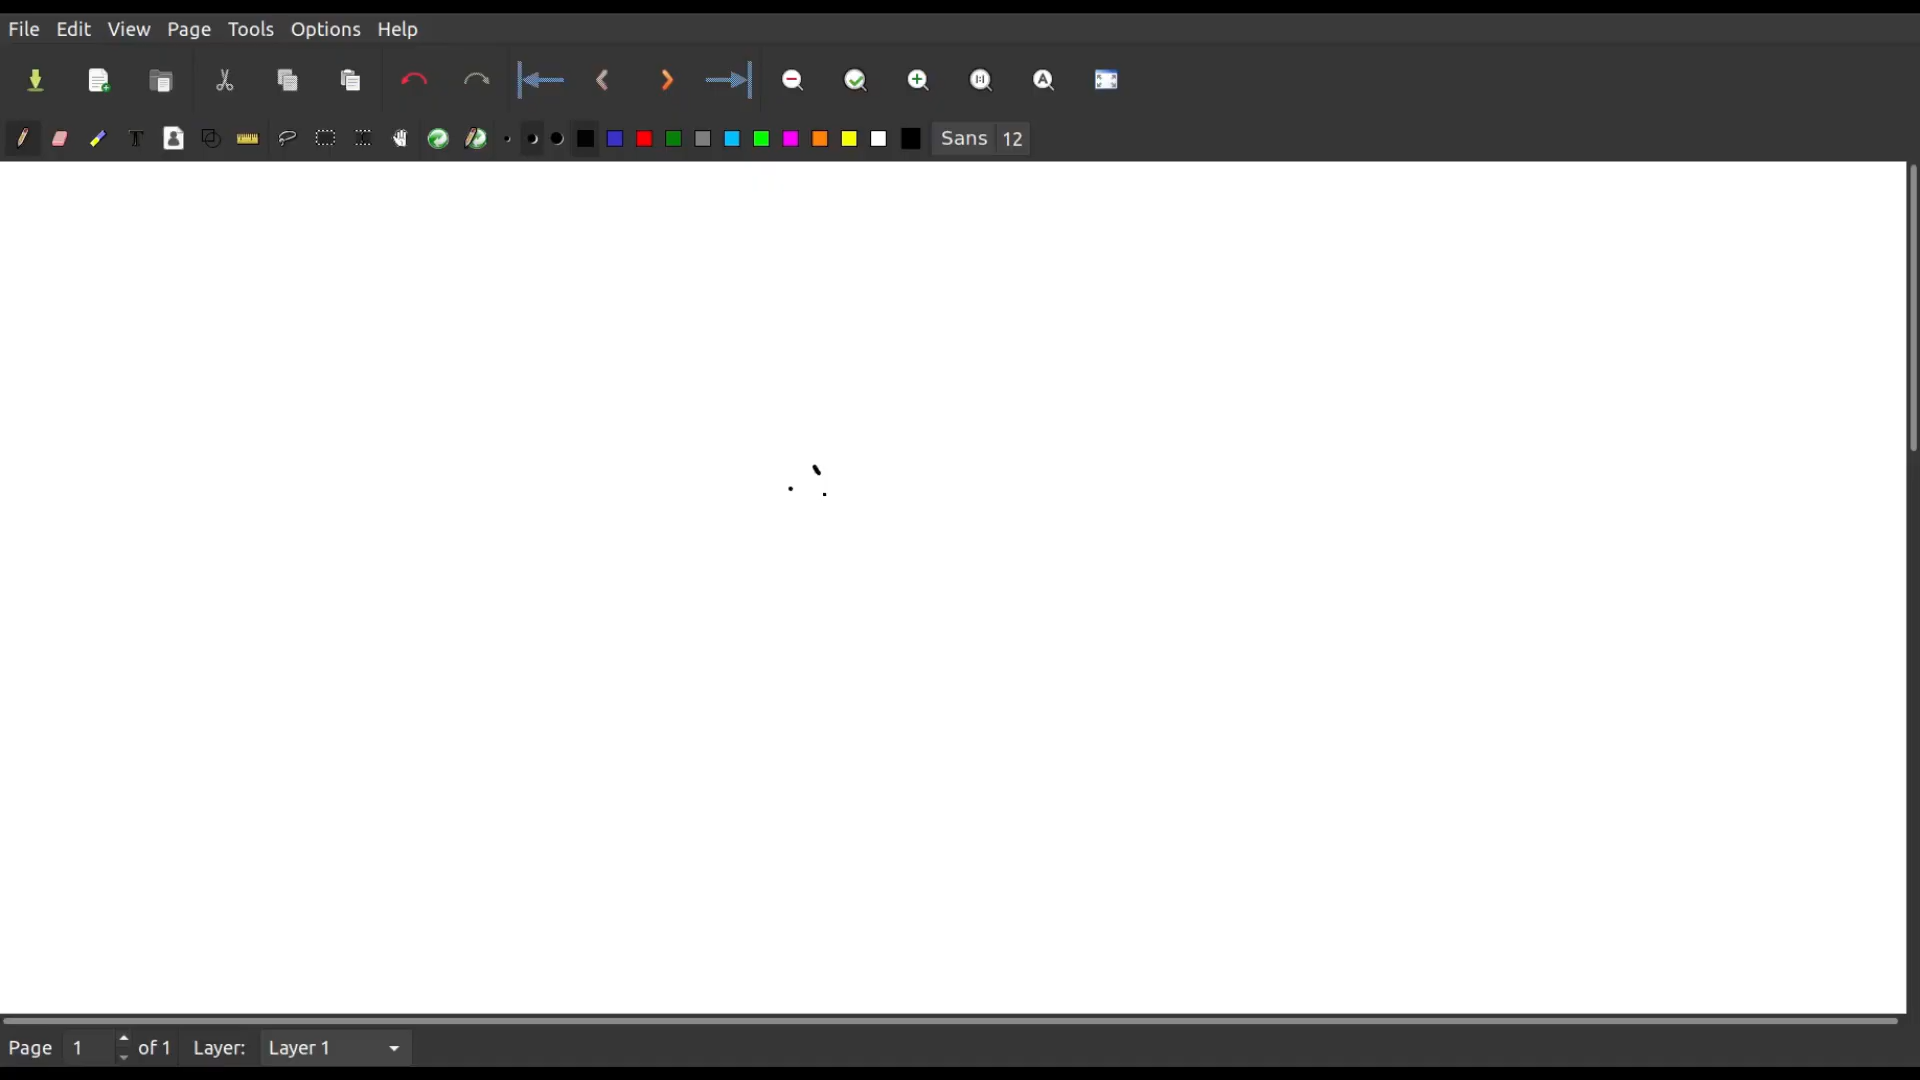 File Edit View Page Tools Options Help
Sans 12
Page 1 of 1 Layer: Layer 1